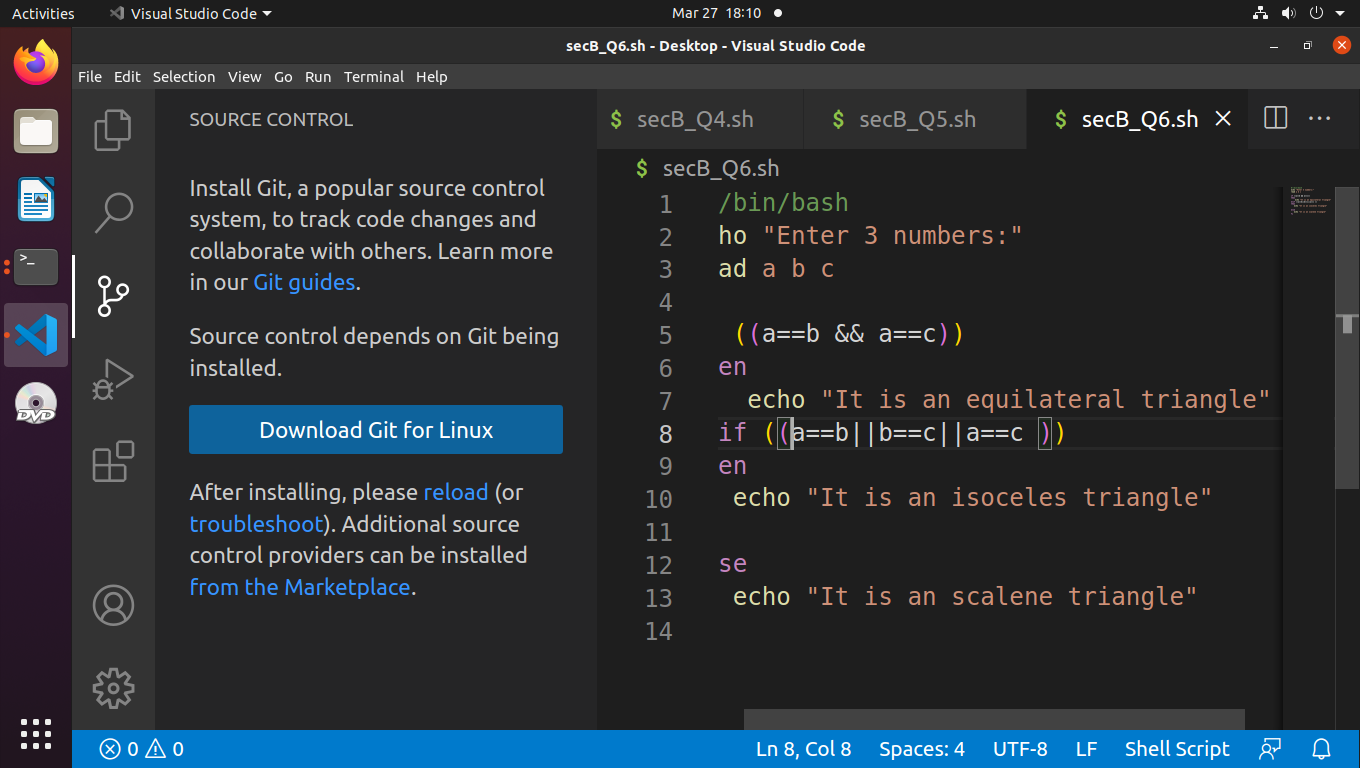 Activities
Visual Studio Code
Mar 27 18:10
secB_Q6.sh - Desktop - Visual Studio Code
File Edit Selection View Go Run Terminal Help
SOURCE CONTROL
Install Git, a popular source control
system, to track code changes and
collaborate with others. Learn more
in our Git guides.
Source control depends on Git being
installed.
Download Git for Linux
After installing, please reload (or
troubleshoot). Additional source
control providers can be installed
from the Marketplace.
$ secB_Q4.sh
$ secB_Q5.sh
$ secB_Q6.sh
$ secB_Q6.sh
1 /bin/bash
2 ho "Enter 3 numbers:"
3 ad a b c
4
5 ((a==b && a==c))
6 en
7 echo "It is an equilateral triangle"
8 if ((a==b||b==c||a==c ))
9 en
10 echo "It is an isoceles triangle"
11
12 se
13 echo "It is an scalene triangle"
14
>_
DVD
0 0
Ln 8, Col 8 Spaces: 4 UTF-8 LF Shell Script